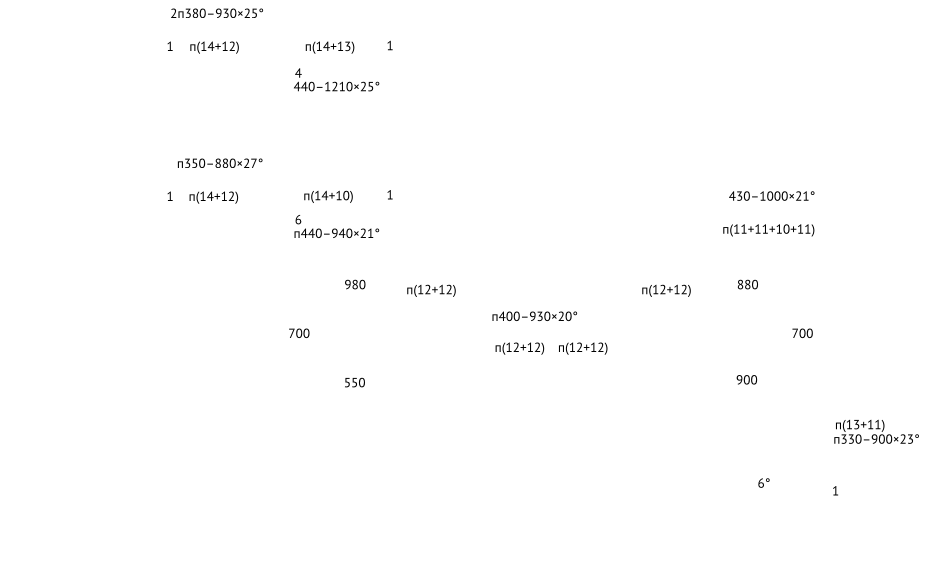 2п380–930×25°
1 п(14+12) п(14+13) 1
4
440–1210×25°
п350–880×27°
1 п(14+12) п(14+10) 1
430–1000×21°
6
п440–940×21°
п(11+11+10+11)
980 п(12+12) п(12+12) 880
п400–930×20°
700 700
п(12+12) п(12+12)
550 900
п(13+11)
п330–900×23°
6° 1